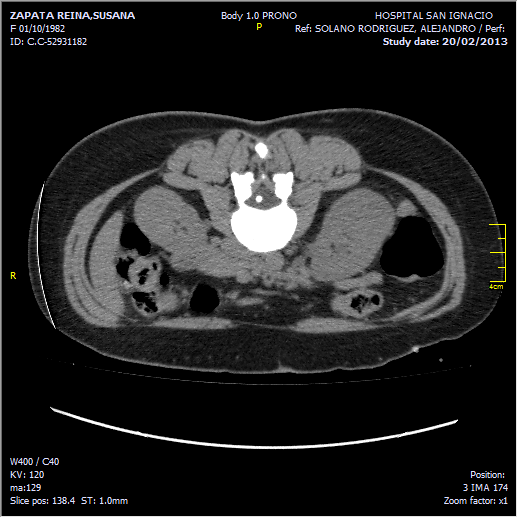 ZAPATA REINA,SUSANA
F 01/10/1982
ID: C.C-52931182
Body 1.0 PRONO
P
HOSPITAL SAN IGNACIO
Ref: SOLANO RODRIGUEZ, ALEJANDRO / Perf:
Study date: 20/02/2013
R
4cm
W400 / C40
KV: 120
ma:129
Slice pos: 138.4 ST: 1.0mm
Position:
3 IMA 174
Zoom factor: x1